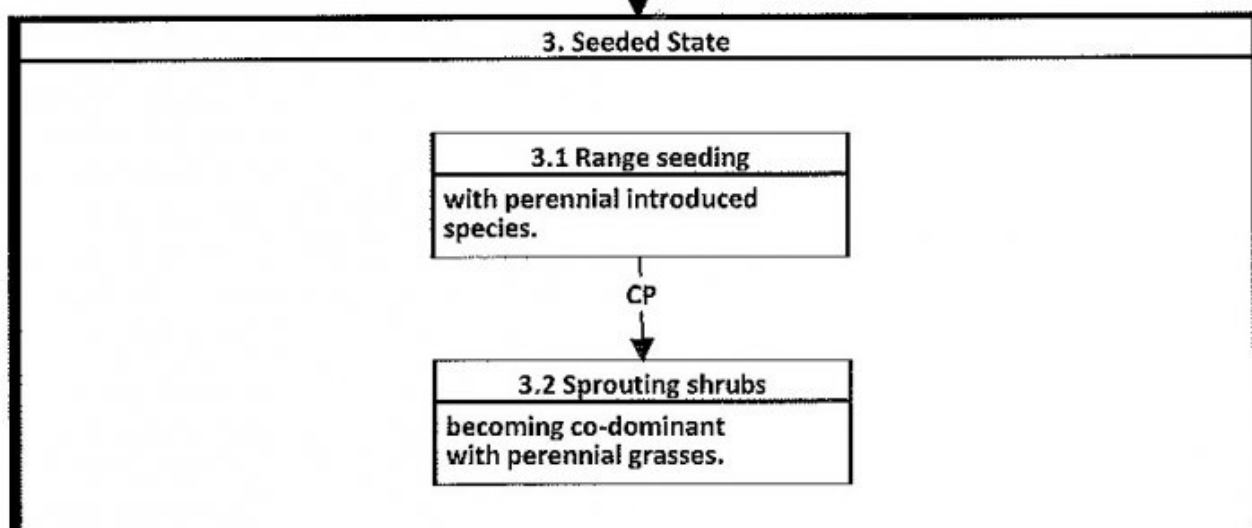 3. Seeded State
3.1 Range seeding
with perennial introduced
species.
CP
3.2 Sprouting shrubs
becoming co-dominant
with perennial grasses.